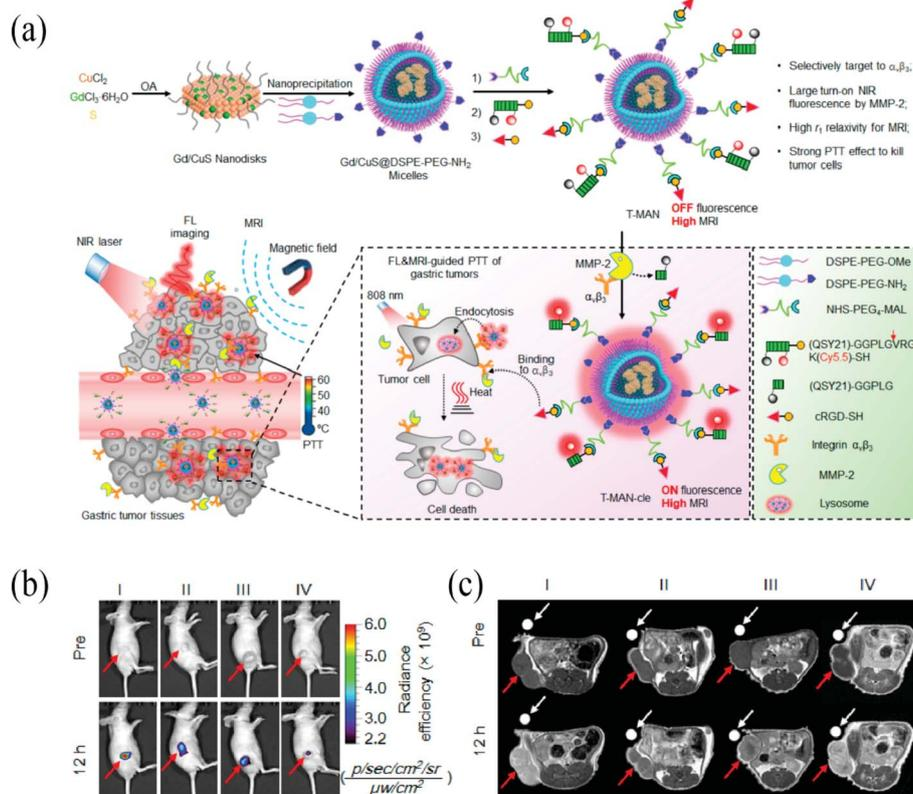 (a)
CuCl2
GdCl3·6H2O
S
OA
Gd/CuS Nanodisks
Nanoprecipitation
Gd/CuS@DSPE-PEG-NH2
Micelles
1)
2)
3)
T-MAN
OFF fluorescence
High MRI
• Selectively target to αvβ3;
• Large turn-on NIR
fluorescence by MMP-2;
• High r1 relaxivity for MRI;
• Strong PTT effect to kill
tumor cells
NIR laser
FL
imaging
MRI
Magnetic field
60
50
40
ºC
PTT
Gastric tumor tissues
FL&MRI-guided PTT of
gastric tumors
808 nm
Endocytosis
Tumor cell
Heat
Cell death
Binding
to αvβ3
MMP-2
αvβ3
T-MAN-cle
ON fluorescence
High MRI
DSPE-PEG-OMe
DSPE-PEG-NH2
NHS-PEG4-MAL
(QSY21)-GGPLGVRG
K(Cy5.5)-SH
(QSY21)-GGPLG
cRGD-SH
Integrin αvβ3
MMP-2
Lysosome
(b)
I II III IV
Pre
12 h
6.0
5.0
4.0
3.0
2.2
Radiance
efficiency (× 10⁹)
(p/sec/cm²/sr
µw/cm²)
(c)
I II III IV
Pre
12 h